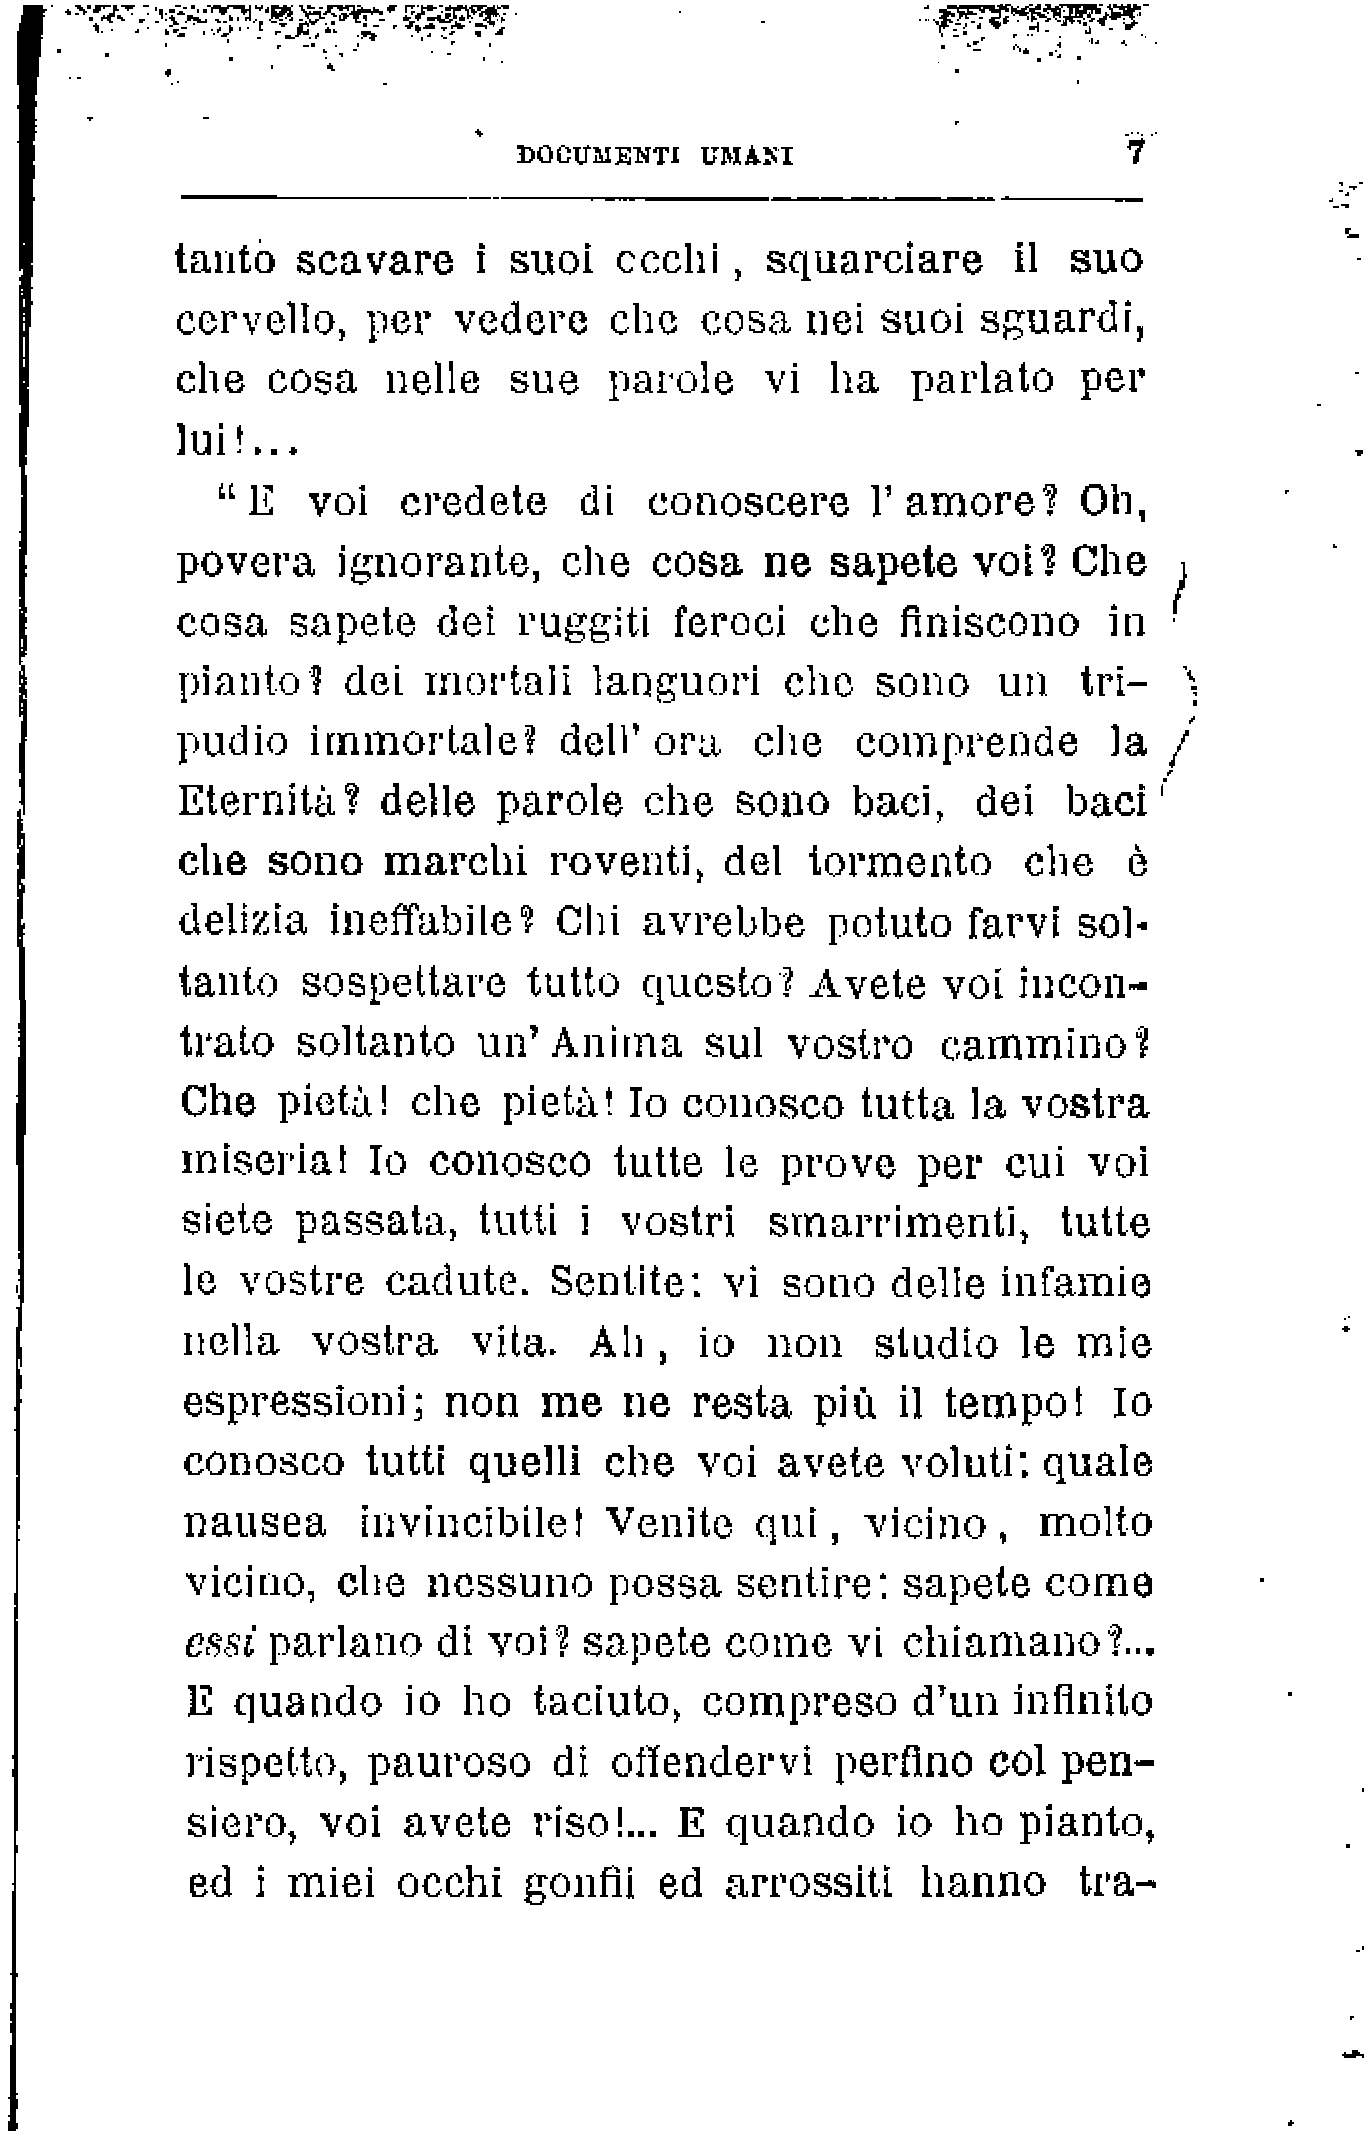 DOCUMENTI UMANI 7
tanto scavare i suoi occhi, squarciare il suo
cervello, per vedere che cosa nei suoi sguardi,
che cosa nelle sue parole vi ha parlato per
lui!...
“E voi credete di conoscere l'amore? Oh,
povera ignorante, che cosa ne sapete voi? Che
cosa sapete dei ruggiti feroci che finiscono in
pianto? dei mortali languori che sono un tri-
pudio immortale? dell'ora che comprende la
Eternità? delle parole che sono baci, dei baci
che sono marchi roventi, del tormento che è
delizia ineffabile? Chi avrebbe potuto farvi sol-
tanto sospettare tutto questo? Avete voi incon-
trato soltanto un'Anima sul vostro cammino?
Che pietà! che pietà! Io conosco tutta la vostra
miseria! Io conosco tutte le prove per cui voi
siete passata, tutti i vostri smarrimenti, tutte
le vostre cadute. Sentite: vi sono delle infamie
nella vostra vita. Ah, io non studio le mie
espressioni; non me ne resta più il tempo! Io
conosco tutti quelli che voi avete voluti: quale
nausea invincibile! Venite qui, vicino, molto
vicino, che nessuno possa sentire: sapete come
essi parlano di voi? sapete come vi chiamano?...
E quando io ho taciuto, compreso d'un infinito
rispetto, pauroso di offendervi perfino col pen-
siero, voi avete riso!... E quando io ho pianto,
ed i miei occhi gonfii ed arrossiti hanno tra-